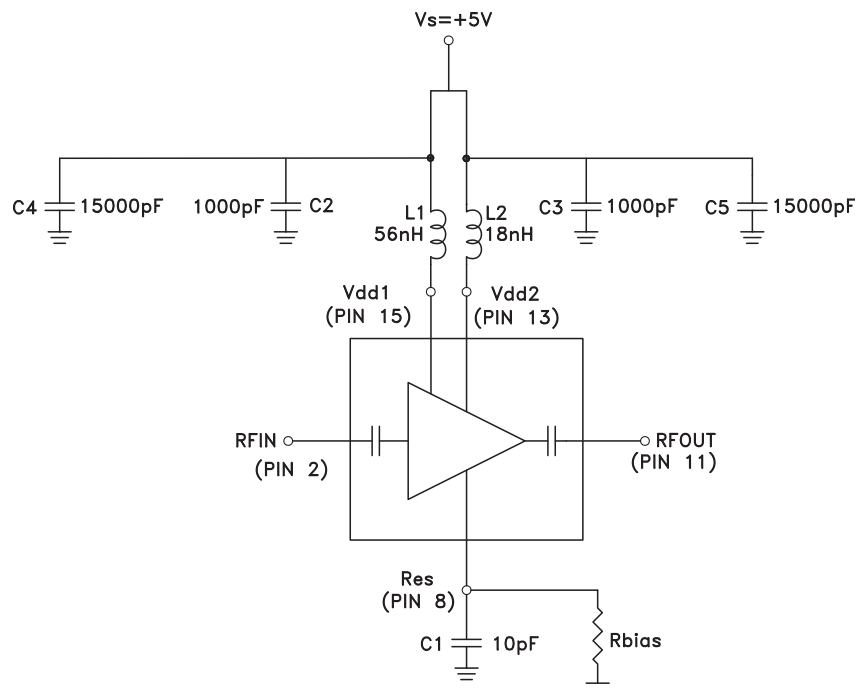 Vs=+5V
C4 15000pF
1000pF C2
L1
56nH
L2
18nH
C3 1000pF
C5 15000pF
Vdd1
(PIN 15)
Vdd2
(PIN 13)
RFIN
(PIN 2)
RFOUT
(PIN 11)
Res
(PIN 8)
C1 10pF
Rbias